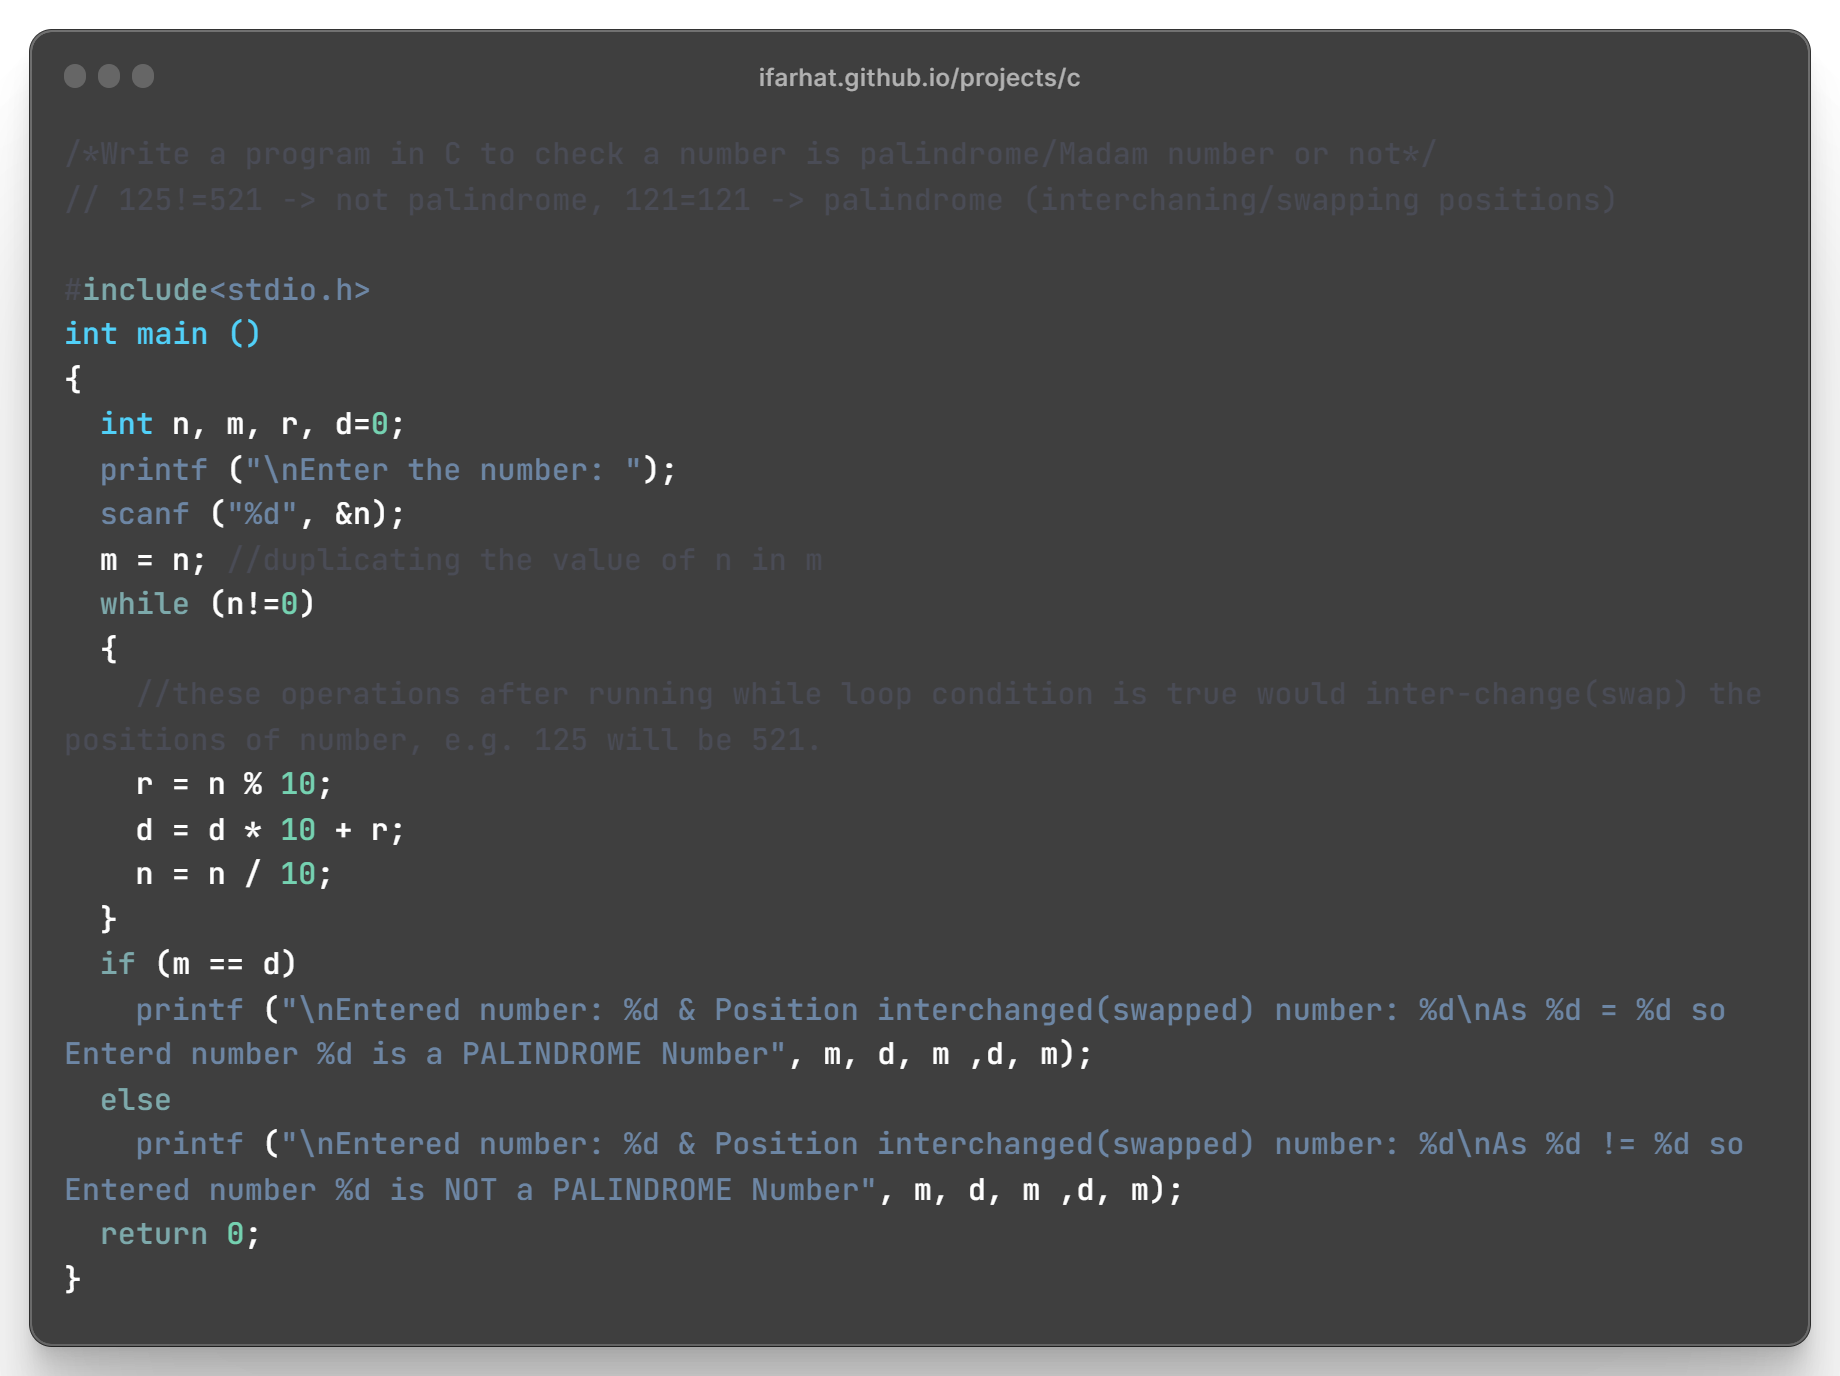 ifarhat.github.io/projects/c
/*Write a program in C to check a number is palindrome/Madam number or not*/
// 125!=521 -> not palindrome, 121=121 -> palindrome (interchaning/swapping positions)
#include<stdio.h>
int main ()
{
  int n, m, r, d=0;
  printf ("\nEnter the number: ");
  scanf ("%d", &n);
  m = n; //duplicating the value of n in m
  while (n!=0)
  {
    //these operations after running while loop condition is true would inter-change(swap) the
positions of number, e.g. 125 will be 521.
    r = n % 10;
    d = d * 10 + r;
    n = n / 10;
  }
  if (m == d)
    printf ("\nEntered number: %d & Position interchanged(swapped) number: %d\nAs %d = %d so
Enterd number %d is a PALINDROME Number", m, d, m ,d, m);
  else
    printf ("\nEntered number: %d & Position interchanged(swapped) number: %d\nAs %d != %d so
Entered number %d is NOT a PALINDROME Number", m, d, m ,d, m);
  return 0;
}